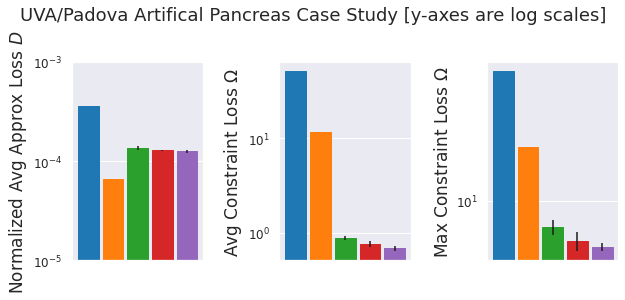 UVA/Padova Artifical Pancreas Case Study [y-axes are log scales]
Normalized Avg Approx Loss D
10⁻³
10⁻⁴
10⁻⁵
Avg Constraint Loss Ω
10¹
10⁰
Max Constraint Loss Ω
10¹